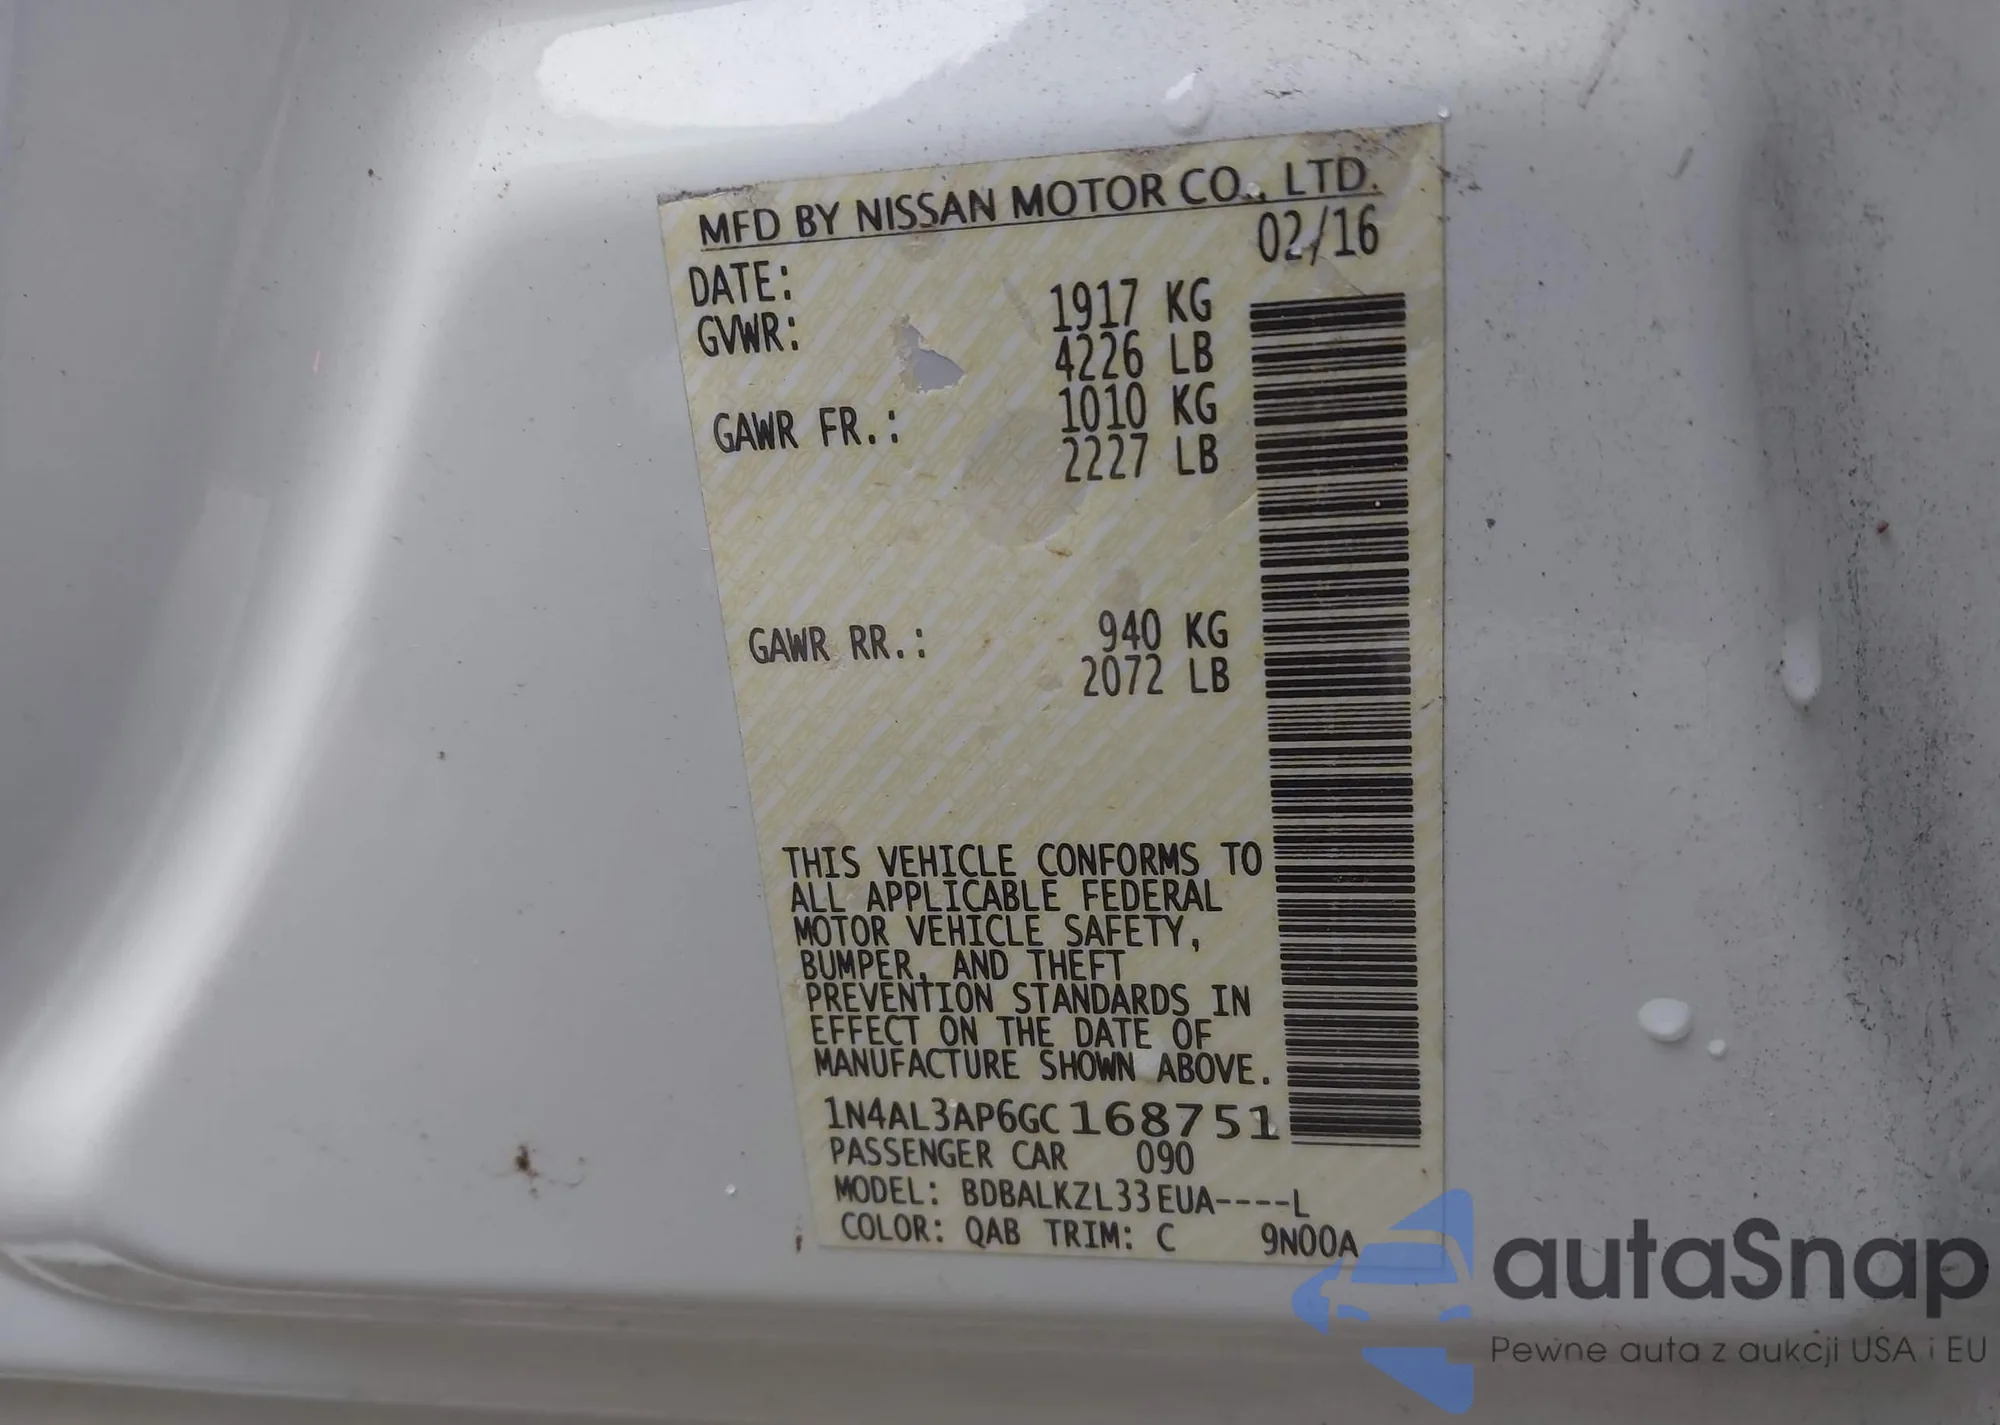 MFD BY NISSAN MOTOR CO., LTD.
DATE: 02/16
GVWR: 1917 KG
4226 LB
GAWR FR.: 1010 KG
2227 LB
GAWR RR.: 940 KG
2072 LB
THIS VEHICLE CONFORMS TO
ALL APPLICABLE FEDERAL
MOTOR VEHICLE SAFETY,
BUMPER, AND THEFT
PREVENTION STANDARDS IN
EFFECT ON THE DATE OF
MANUFACTURE SHOWN ABOVE.
1N4AL3AP6GC168751
PASSENGER CAR 090
MODEL: BDBALKZL33EUA----L
COLOR: QAB TRIM: C 9N00A
autaSnap
Pewne auta z aukcji USA i EU